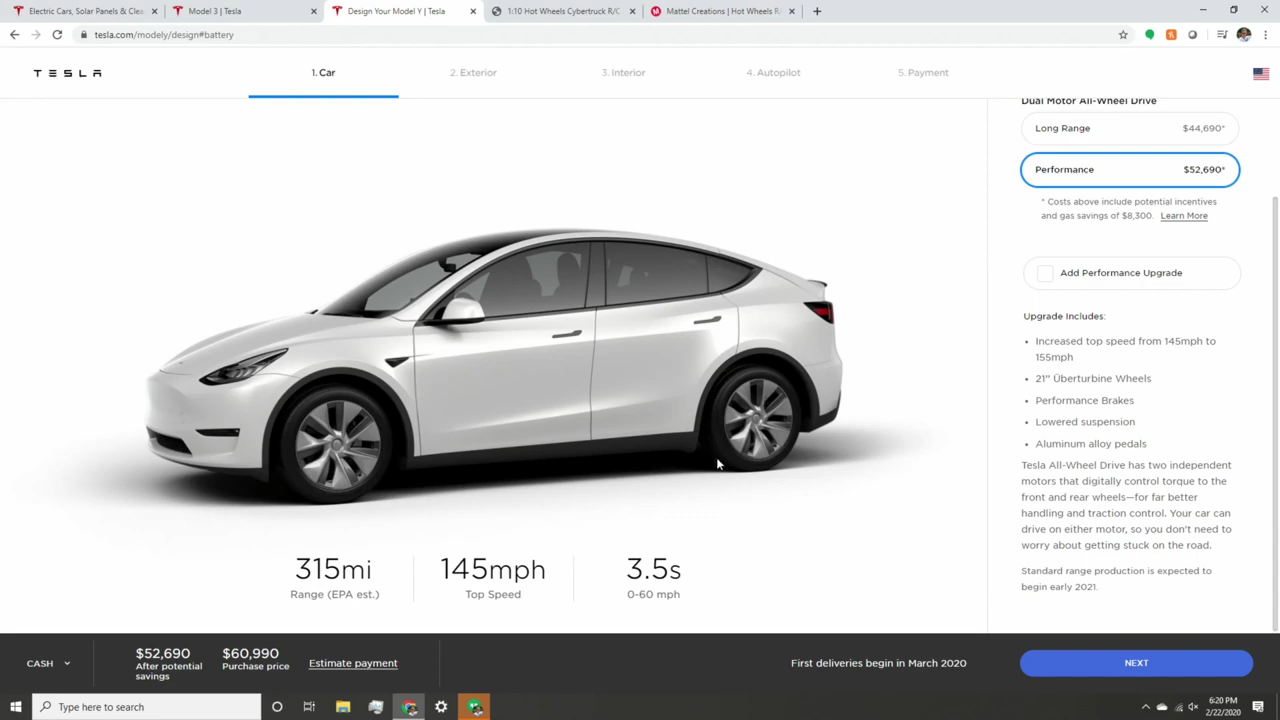 Electric Cars, Solar Panels & Clea
Model 3 | Tesla
Design Your Model Y | Tesla
1:10 Hot Wheels Cybertruck R/C
Mattel Creations | Hot Wheels R
tesla.com/modely/design#battery
TESLA
1. Car
2. Exterior
3. Interior
4. Autopilot
5. Payment
Dual Motor All-Wheel Drive
Long Range $44,690*
Performance $52,690*
* Costs above include potential incentives
and gas savings of $8,300. Learn More
Add Performance Upgrade
Upgrade Includes:
• Increased top speed from 145mph to
155mph
• 21" Überturbine Wheels
• Performance Brakes
• Lowered suspension
• Aluminum alloy pedals
Tesla All-Wheel Drive has two independent
motors that digitally control torque to the
front and rear wheels—for far better
handling and traction control. Your car can
drive on either motor, so you don't need to
worry about getting stuck on the road.
Standard range production is expected to
begin early 2021.
315mi
Range (EPA est.)
145mph
Top Speed
3.5s
0-60 mph
CASH
$52,690
After potential
savings
$60,990
Purchase price
Estimate payment
First deliveries begin in March 2020
NEXT
Type here to search
6:20 PM
2/22/2020